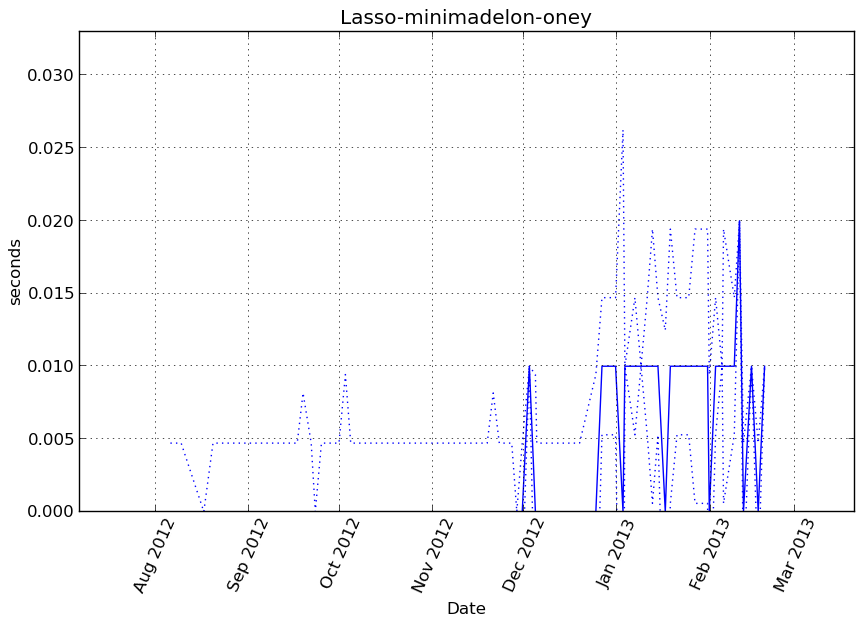 Lasso-minimadelon-oney
0.030
0.025
0.020
0.015
0.010
0.005
0.000
seconds
Aug 2012
Sep 2012
Oct 2012
Nov 2012
Dec 2012
Jan 2013
Feb 2013
Mar 2013
Date